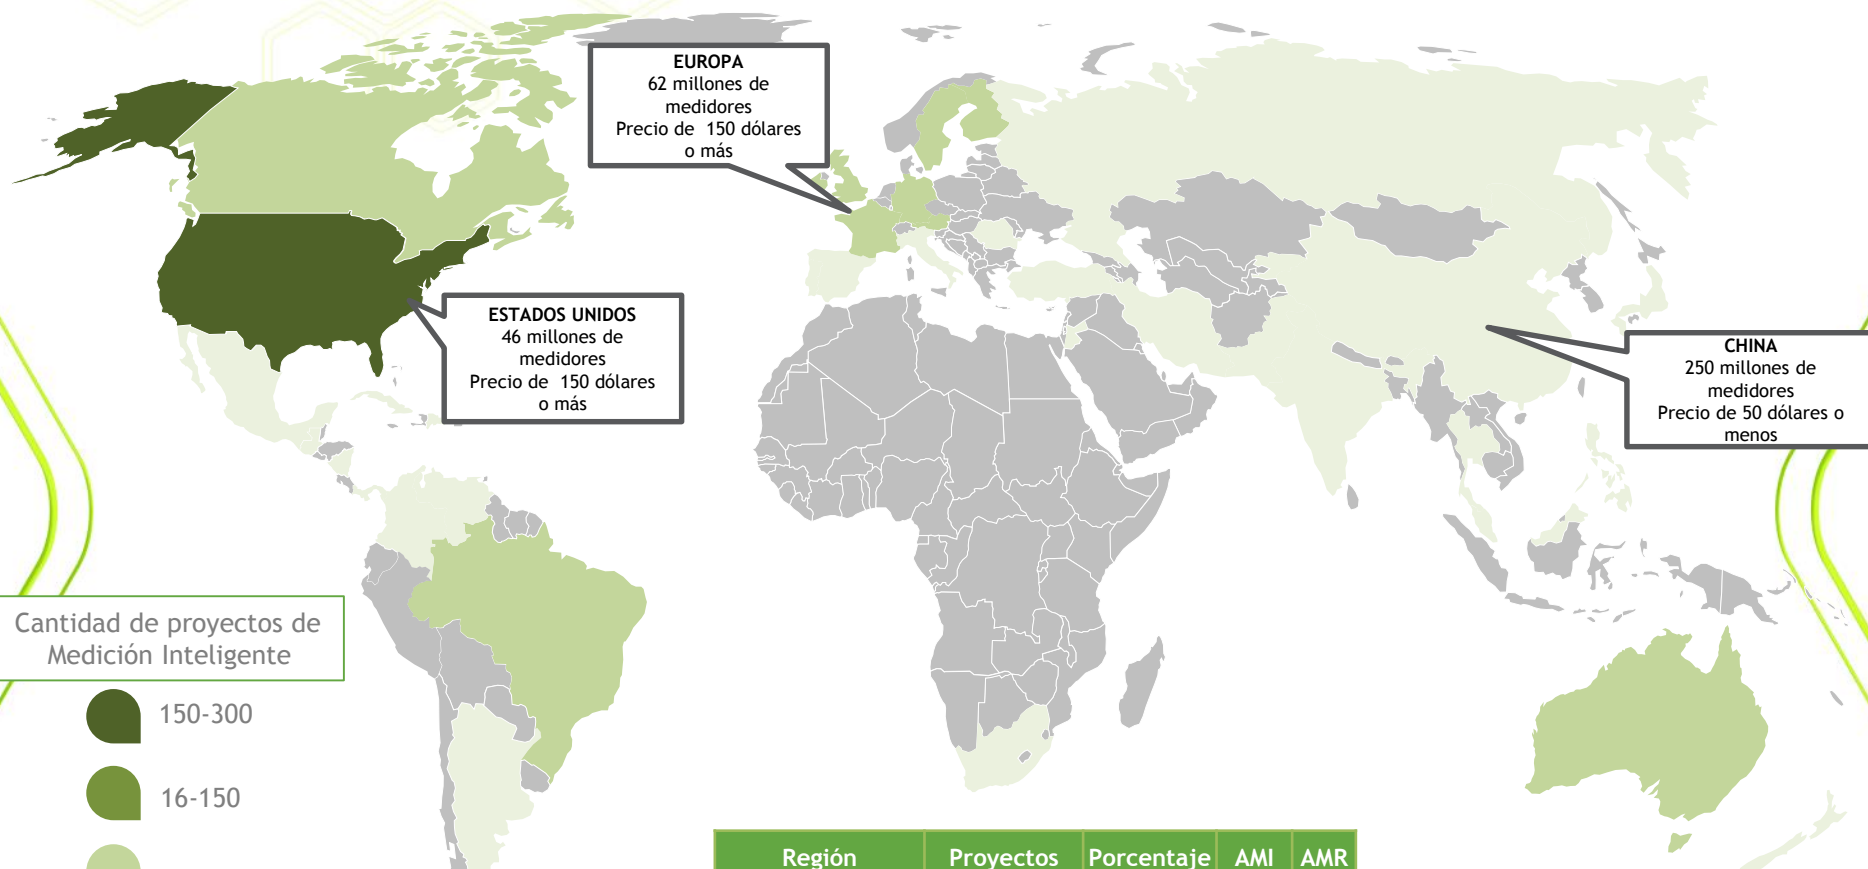 EUROPA
62 millones de
medidores
Precio de 150 dólares
o más
ESTADOS UNIDOS
46 millones de
medidores
Precio de 150 dólares
o más
CHINA
250 millones de
medidores
Precio de 50 dólares o
menos
Cantidad de proyectos de
Medición Inteligente
150-300
16-150
Región Proyectos Porcentaje AMI AMR